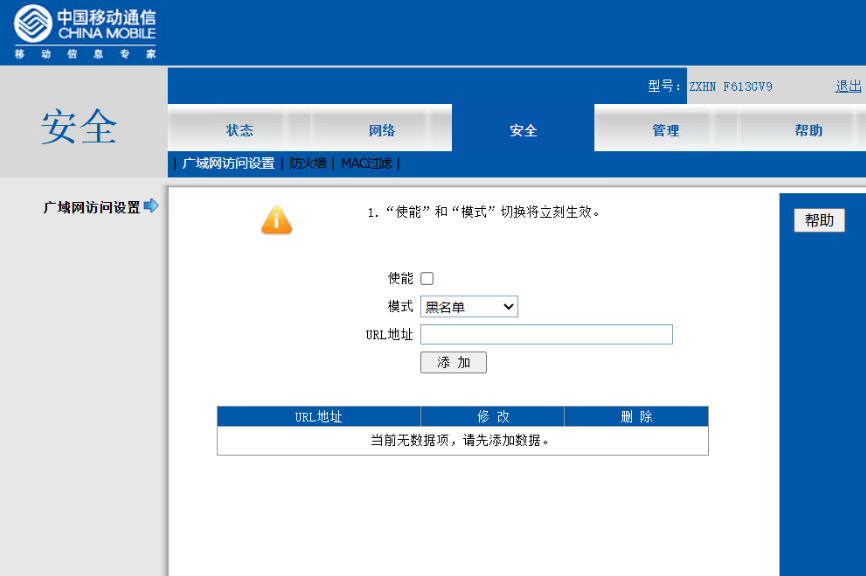 中国移动通信
CHINA MOBILE
移 动 信 息 专 家
型号： ZXHN F613GV9 退出
安全
状态 网络 安全 管理 帮助
| 广域网访问设置 | 防火墙 | MAC过滤 |
广域网访问设置
1. “使能”和“模式”切换将立刻生效。
帮助
使能
模式 黑名单
URL地址
添 加
URL地址 修 改 删 除
当前无数据项，请先添加数据。